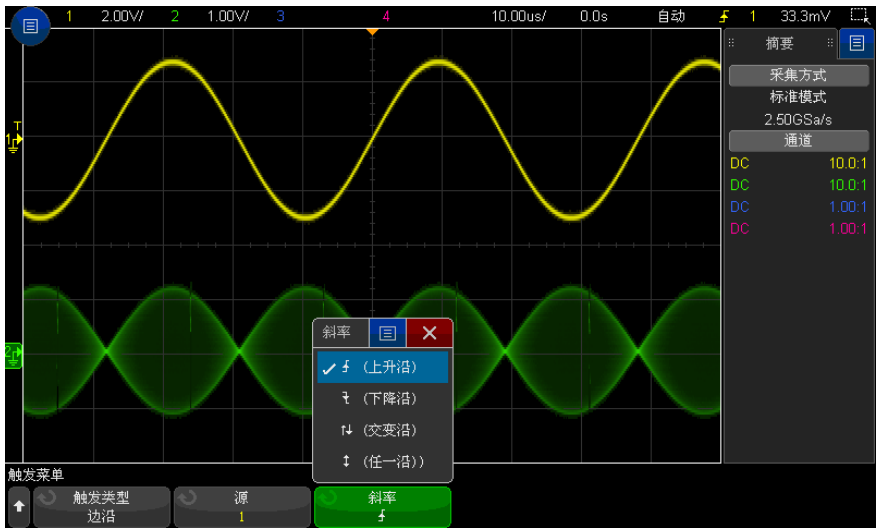 1 2.00V/ 2 1.00V/ 3 4 10.00us/ 0.0s 自动 1 33.3mV
摘要
采集方式
标准模式
2.50GSa/s
通道
DC 10.0:1
DC 10.0:1
DC 1.00:1
DC 1.00:1
T
1
2
斜率
(上升沿)
(下降沿)
(交变沿)
(任一沿))
触发菜单
触发类型
边沿
源
1
斜率